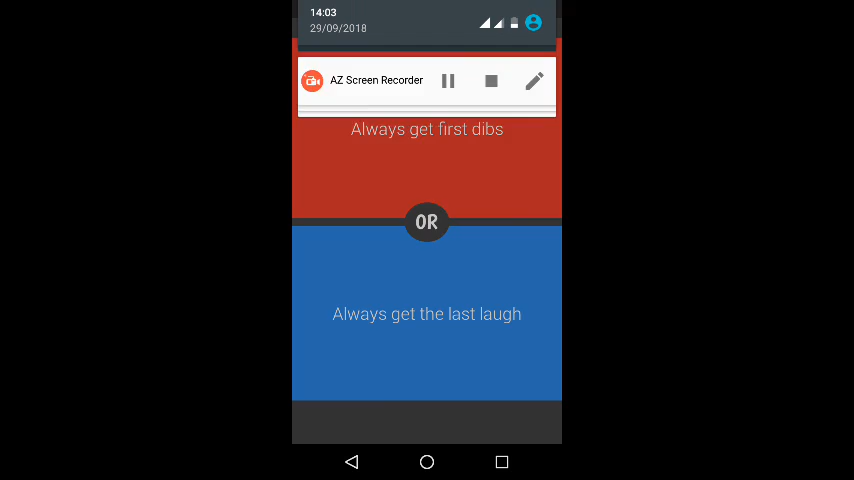 14:03
29/09/2018
AZ Screen Recorder
Always get first dibs
OR
Always get the last laugh